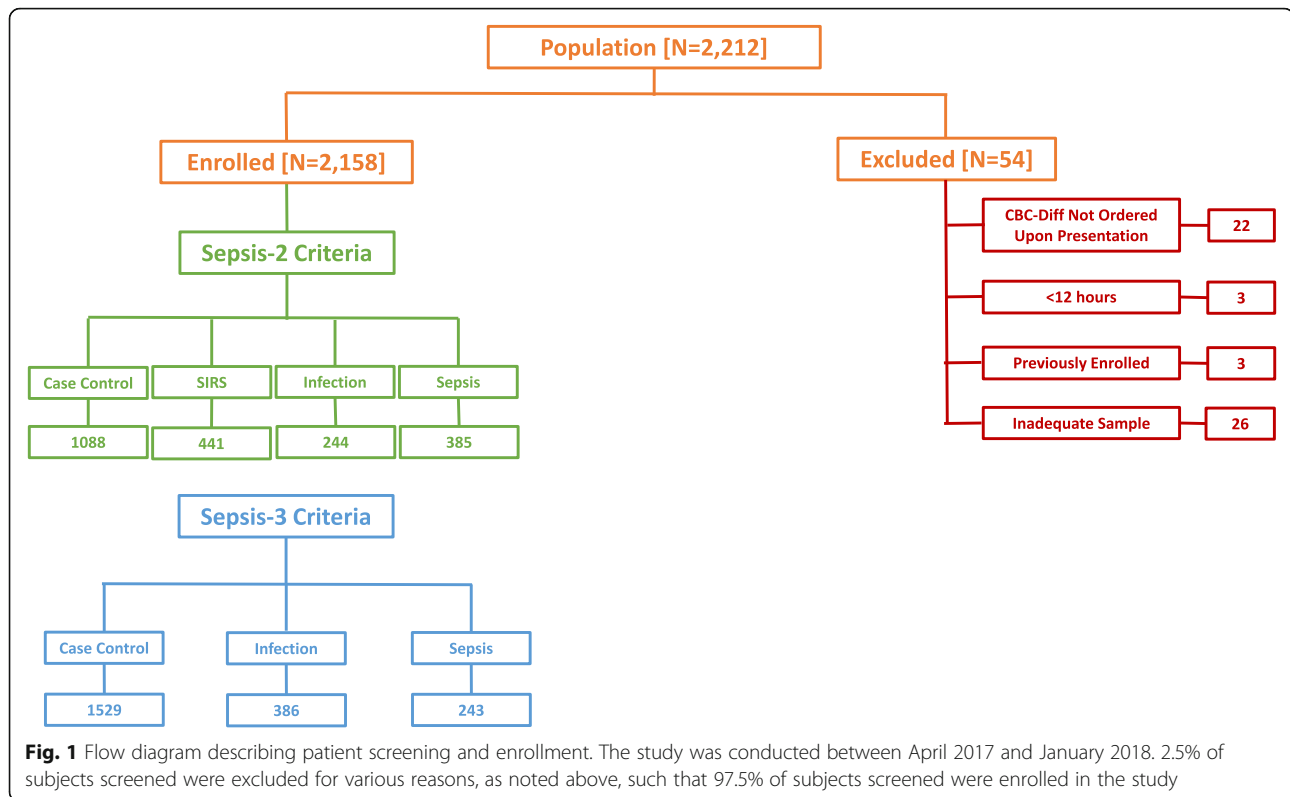 Population [N=2,212]
Enrolled [N=2,158]
Excluded [N=54]
Sepsis-2 Criteria
Case Control
SIRS
Infection
Sepsis
1088
441
244
385
CBC-Diff Not Ordered
Upon Presentation
22
<12 hours
3
Previously Enrolled
3
Inadequate Sample
26
Sepsis-3 Criteria
Case Control
Infection
Sepsis
1529
386
243
Fig. 1 Flow diagram describing patient screening and enrollment. The study was conducted between April 2017 and January 2018. 2.5% of
subjects screened were excluded for various reasons, as noted above, such that 97.5% of subjects screened were enrolled in the study